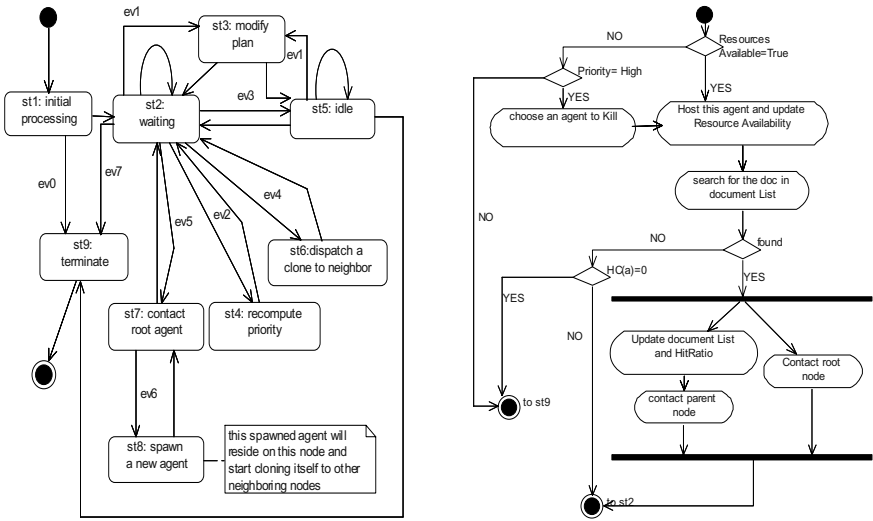 ev1
st3: modify
plan
ev1
st1: initial
processing
st2:
waiting
ev3
st5: idle
ev0
ev7
ev5
ev2
ev4
st9:
terminate
st6:dispatch a
clone to neighbor
st7: contact
root agent
st4: recompute
priority
ev6
st8: spawn
a new agent
this spawned agent will
reside on this node and
start cloning itself to other
neighboring nodes
Resources
Available=True
NO
Priority= High
YES
YES
choose an agent to Kill
Host this agent and update
Resource Availability
search for the doc in
document List
NO
NO
found
HC(a)=0
YES
YES
NO
Update document List
and HitRatio
Contact root
node
contact parent
node
to st9
to st2